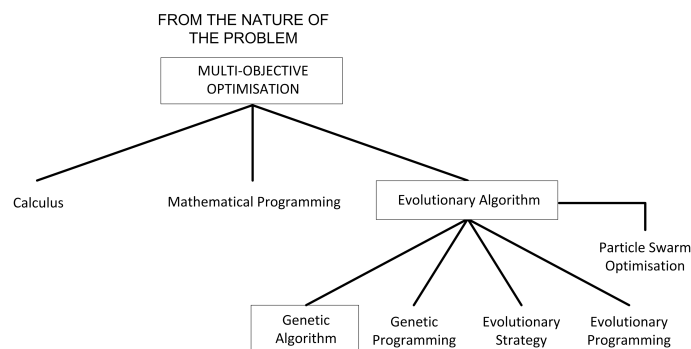 FROM THE NATURE OF
THE PROBLEM
MULTI-OBJECTIVE
OPTIMISATION
Calculus
Mathematical Programming
Evolutionary Algorithm
Particle Swarm
Optimisation
Genetic
Algorithm
Genetic
Programming
Evolutionary
Strategy
Evolutionary
Programming